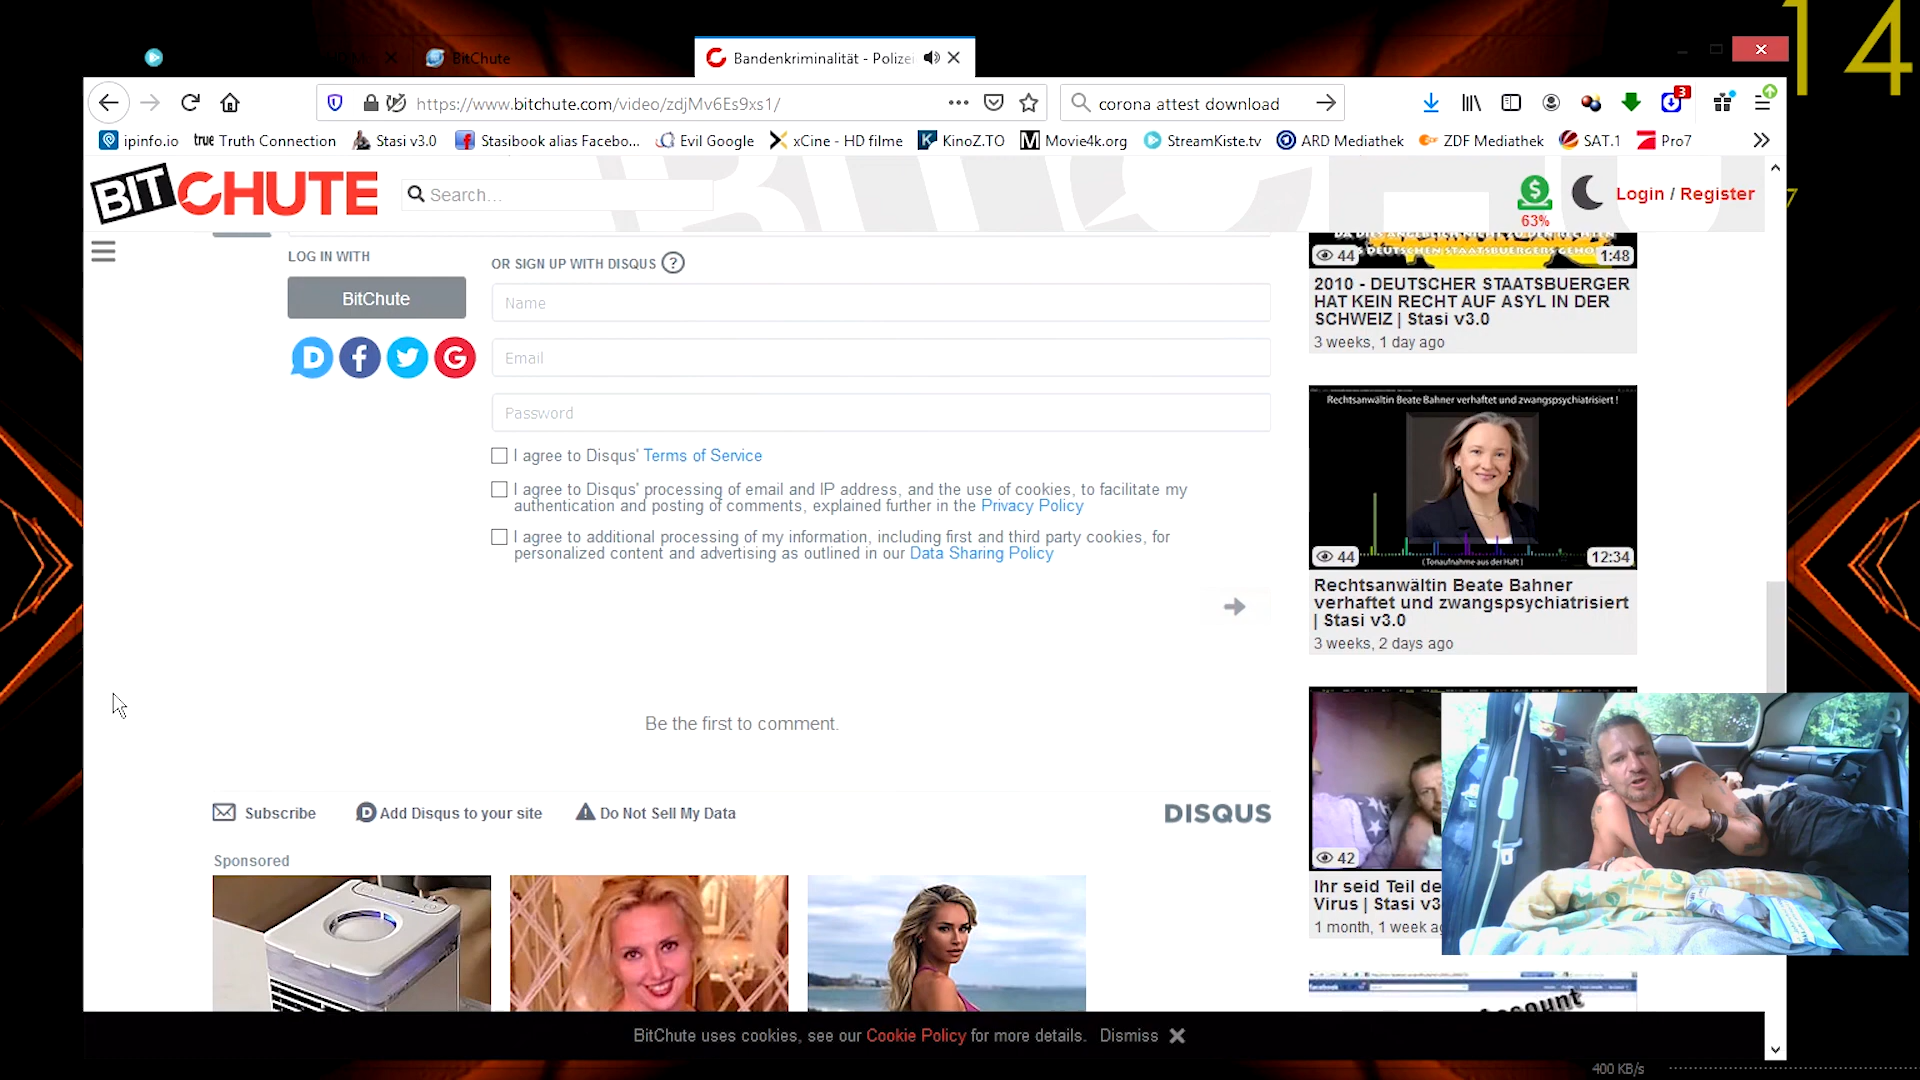 14
BitChute
Bandenkriminalität - Polizei
https://www.bitchute.com/video/zdjMv6Es9xs1/
corona attest download
3
ipinfo.io
true Truth Connection
Stasi v3.0
Stasibook alias Facebo...
Evil Google
xCine - HD filme
KinoZ.TO
Movie4k.org
StreamKiste.tv
ARD Mediathek
ZDF Mediathek
SAT.1
Pro7
BITCHUTE
Search...
63%
Login / Register
LOG IN WITH
BitChute
OR SIGN UP WITH DISQUS ?
Name
Email
Password
I agree to Disqus' Terms of Service
I agree to Disqus' processing of email and IP address, and the use of cookies, to facilitate my
authentication and posting of comments, explained further in the Privacy Policy
I agree to additional processing of my information, including first and third party cookies, for
personalized content and advertising as outlined in our Data Sharing Policy
Be the first to comment.
Subscribe
Add Disqus to your site
Do Not Sell My Data
DISQUS
Sponsored
44
1:48
2010 - DEUTSCHER STAATSBUERGER
HAT KEIN RECHT AUF ASYL IN DER
SCHWEIZ | Stasi v3.0
3 weeks, 1 day ago
Rechtsanwältin Beate Bahner verhaftet und zwangspsychiatrisiert !
(Tonaufnahme aus der Haft)
44
12:34
Rechtsanwältin Beate Bahner
verhaftet und zwangspsychiatrisiert
| Stasi v3.0
3 weeks, 2 days ago
42
Ihr seid Teil de
Virus | Stasi v3
1 month, 1 week
facebook
BitChute uses cookies, see our Cookie Policy for more details. Dismiss
400 KB/s